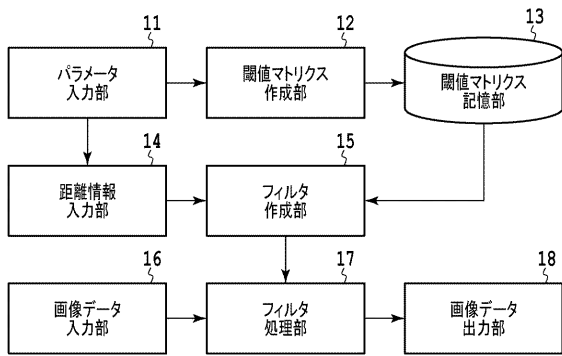 11
パラメータ
入力部
12
閾値マトリクス
作成部
13
閾値マトリクス
記憶部
14
距離情報
入力部
15
フィルタ
作成部
16
画像データ
入力部
17
フィルタ
処理部
18
画像データ
出力部